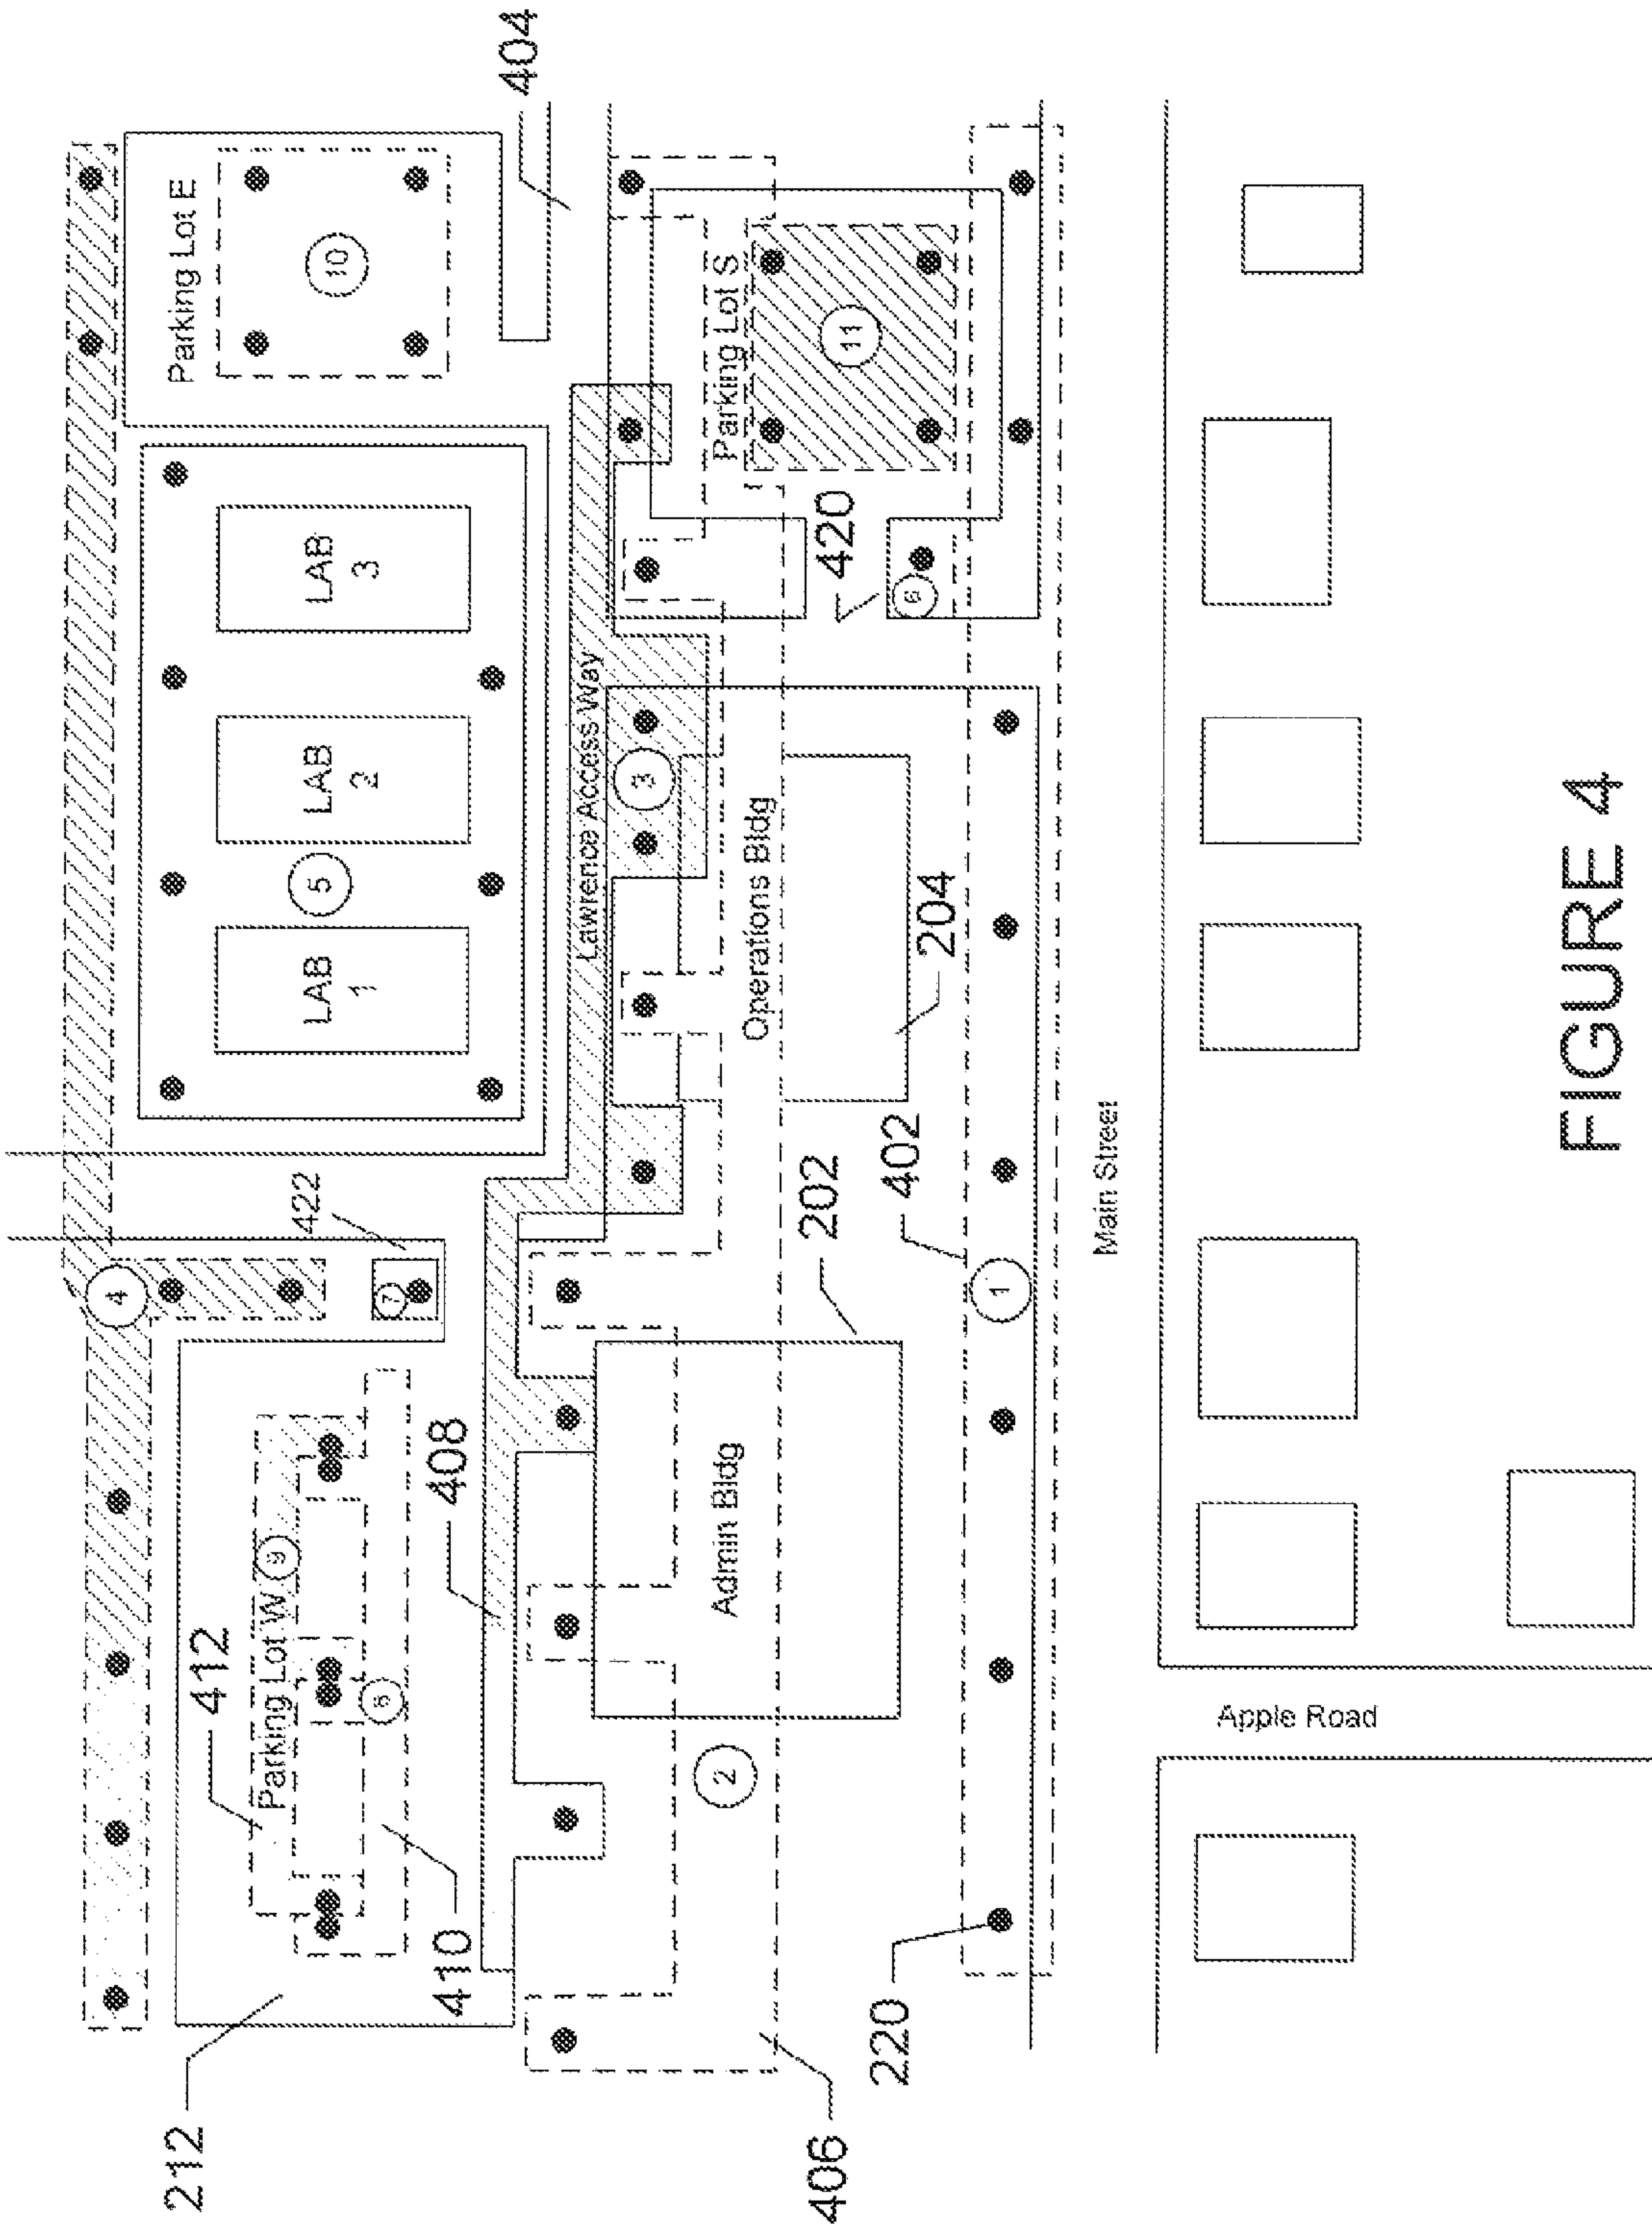 4
212
Parking Lot E
412
Parking Lot W
9
422
LAB
1
5
LAB
2
LAB
3
10
8
7
410
408
404
Lawrence Access Way
3
2
Admin Bldg
Operations Bldg
Parking Lot S
406
202
420
11
220
402
204
6
1
Main Street
Apple Road
FIGURE 4